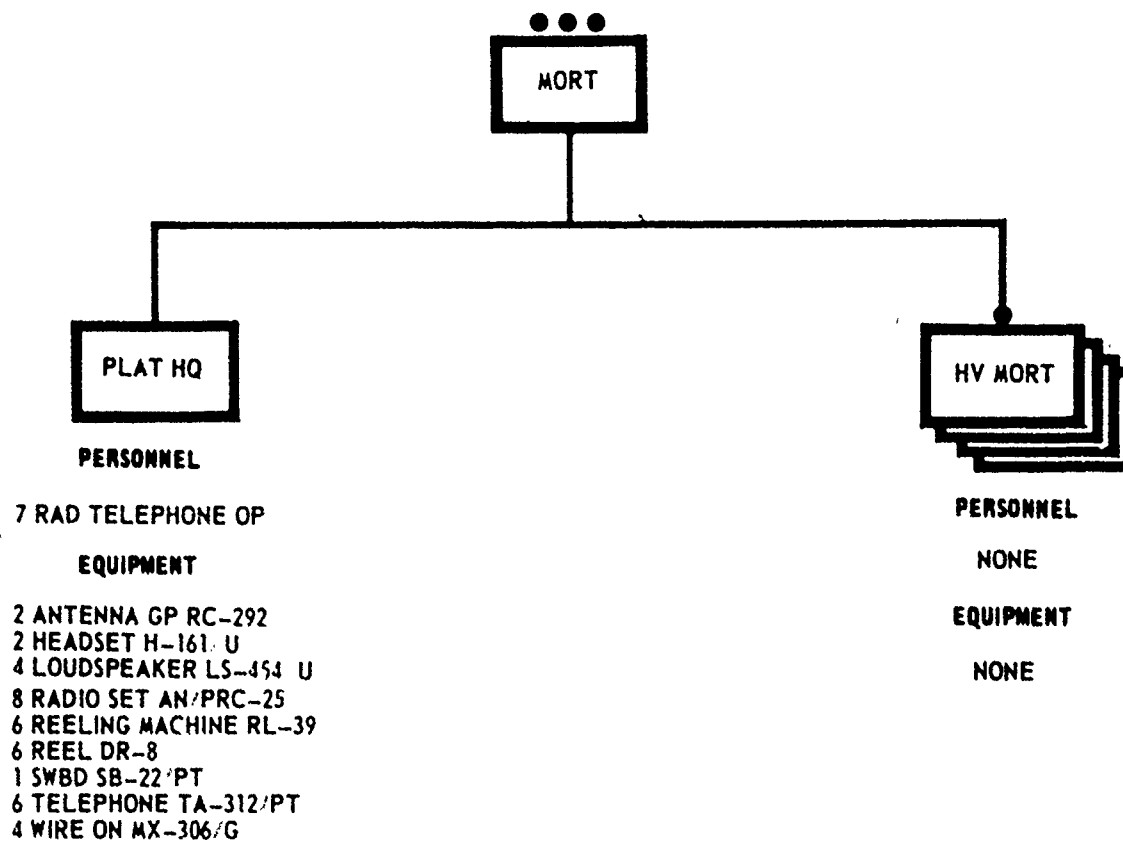 MORT
PLAT HQ
PERSONNEL
7 RAD TELEPHONE OP
EQUIPMENT
2 ANTENNA GP RC-292
2 HEADSET H-161/U
4 LOUDSPEAKER LS-454/U
8 RADIO SET AN/PRC-25
6 REELING MACHINE RL-39
6 REEL DR-8
1 SWBD SB-22/PT
6 TELEPHONE TA-312/PT
4 WIRE ON MX-306/G
HV MORT
PERSONNEL
NONE
EQUIPMENT
NONE